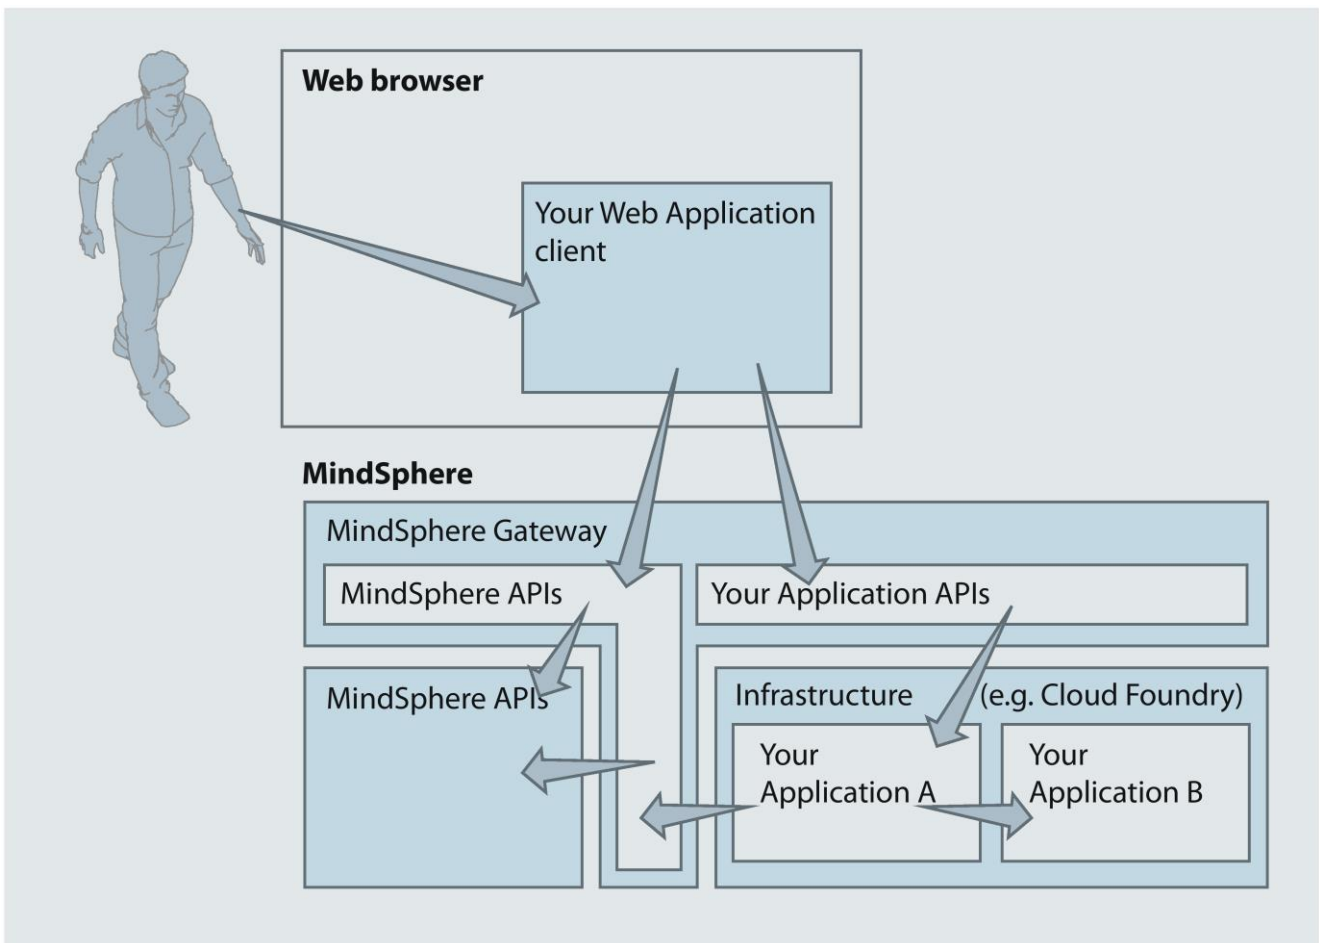 Web browser
Your Web Application
client
MindSphere
MindSphere Gateway
MindSphere APIs
Your Application APIs
MindSphere APIs
Infrastructure (e.g. Cloud Foundry)
Your
Application A
Your
Application B